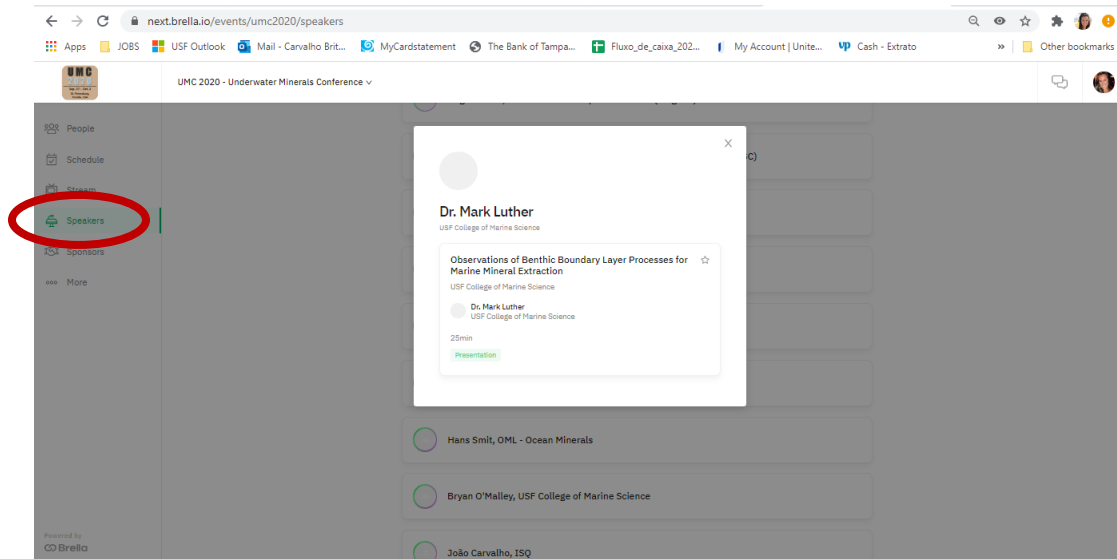 next.brella.io/events/umc2020/speakers
Apps JOBS USF Outlook Mail - Carvalho Brit... MyCardstatement The Bank of Tampa... Fluxo_de_caixa_202... My Account | Unite... VP Cash - Extrato » Other bookmarks
UMC
2020
UMC 2020 - Underwater Minerals Conference
People
Schedule
Stream
Speakers
Sponsors
More
C)
X
Dr. Mark Luther
USF College of Marine Science
Observations of Benthic Boundary Layer Processes for
Marine Mineral Extraction
USF College of Marine Science
Dr. Mark Luther
USF College of Marine Science
25min
Presentation
Hans Smit, OML - Ocean Minerals
Bryan O'Malley, USF College of Marine Science
João Carvalho, ISQ
Powered by
Brella